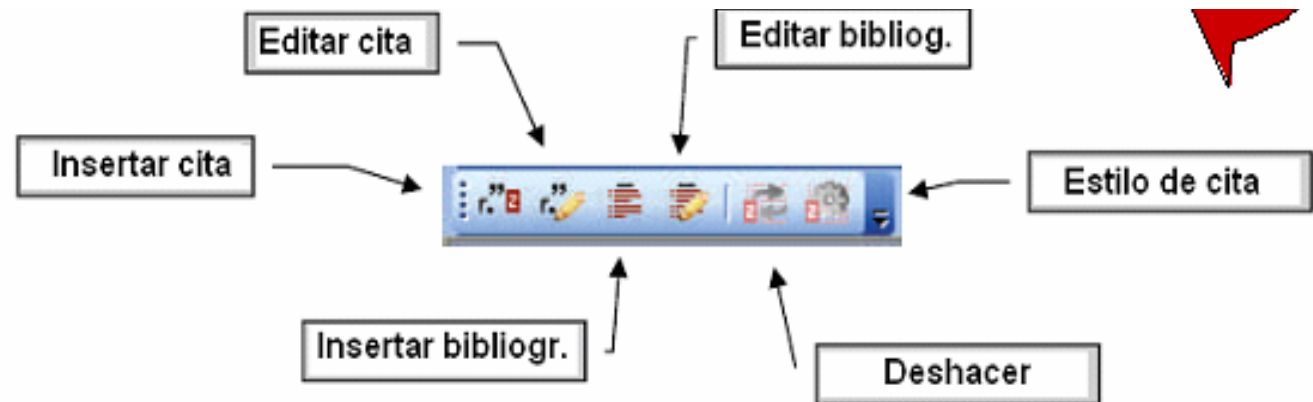 Editar cita
Editar bibliog.
Insertar cita
Estilo de cita
Insertar bibliogr.
Deshacer